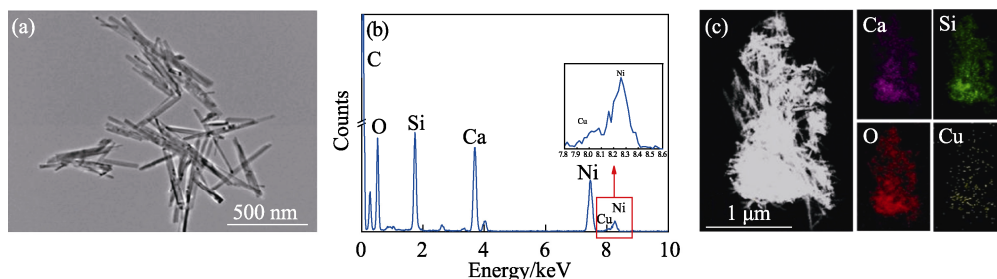 (a)
500 nm
(b)
C
O
Si
Ca
Ni
Cu
Ni
Counts
0 2 4 6 8 10
Energy/keV
Ni
Cu
7.8 7.9 8.0 8.1 8.2 8.3 8.4 8.5 8.6
(c)
1 μm
Ca
Si
O
Cu